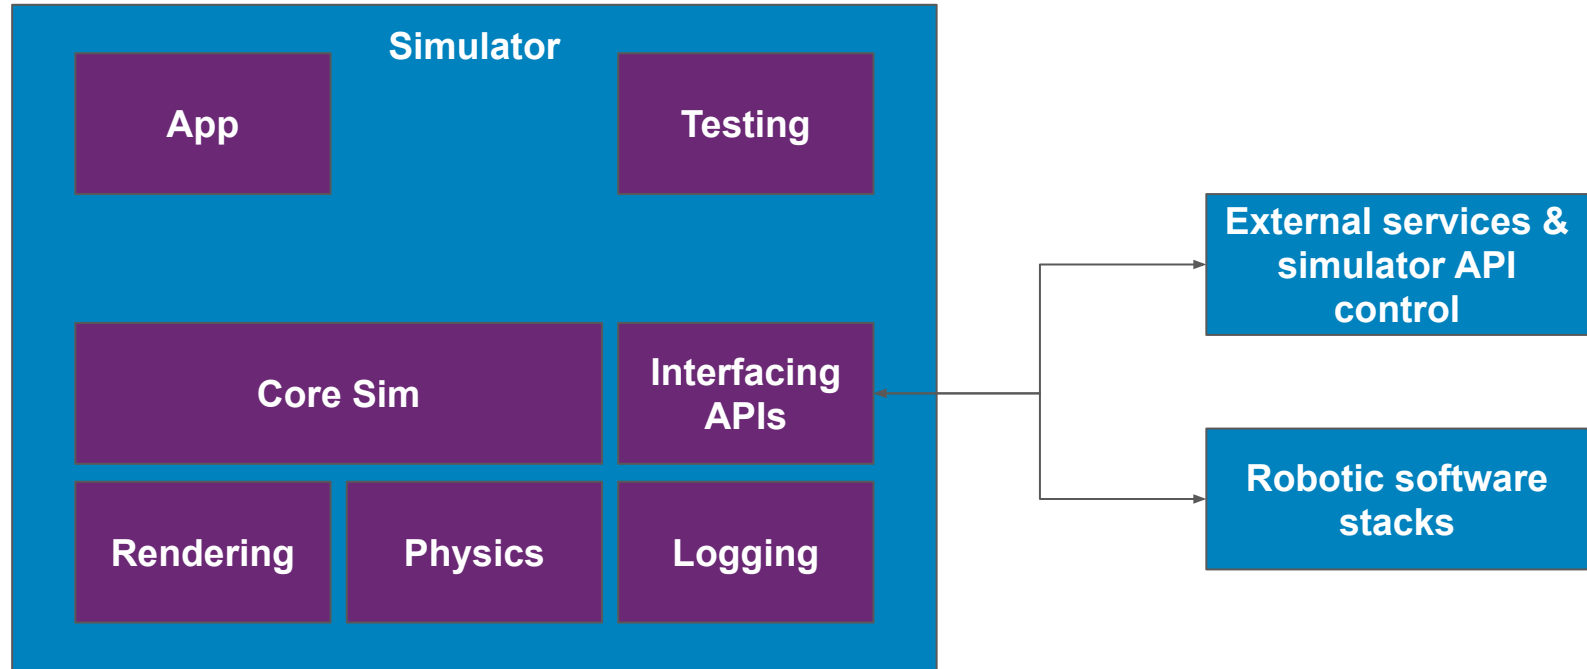 Simulator
App
Testing
External services &
simulator API
control
Core Sim
Interfacing
APIs
Robotic software
stacks
Rendering
Physics
Logging